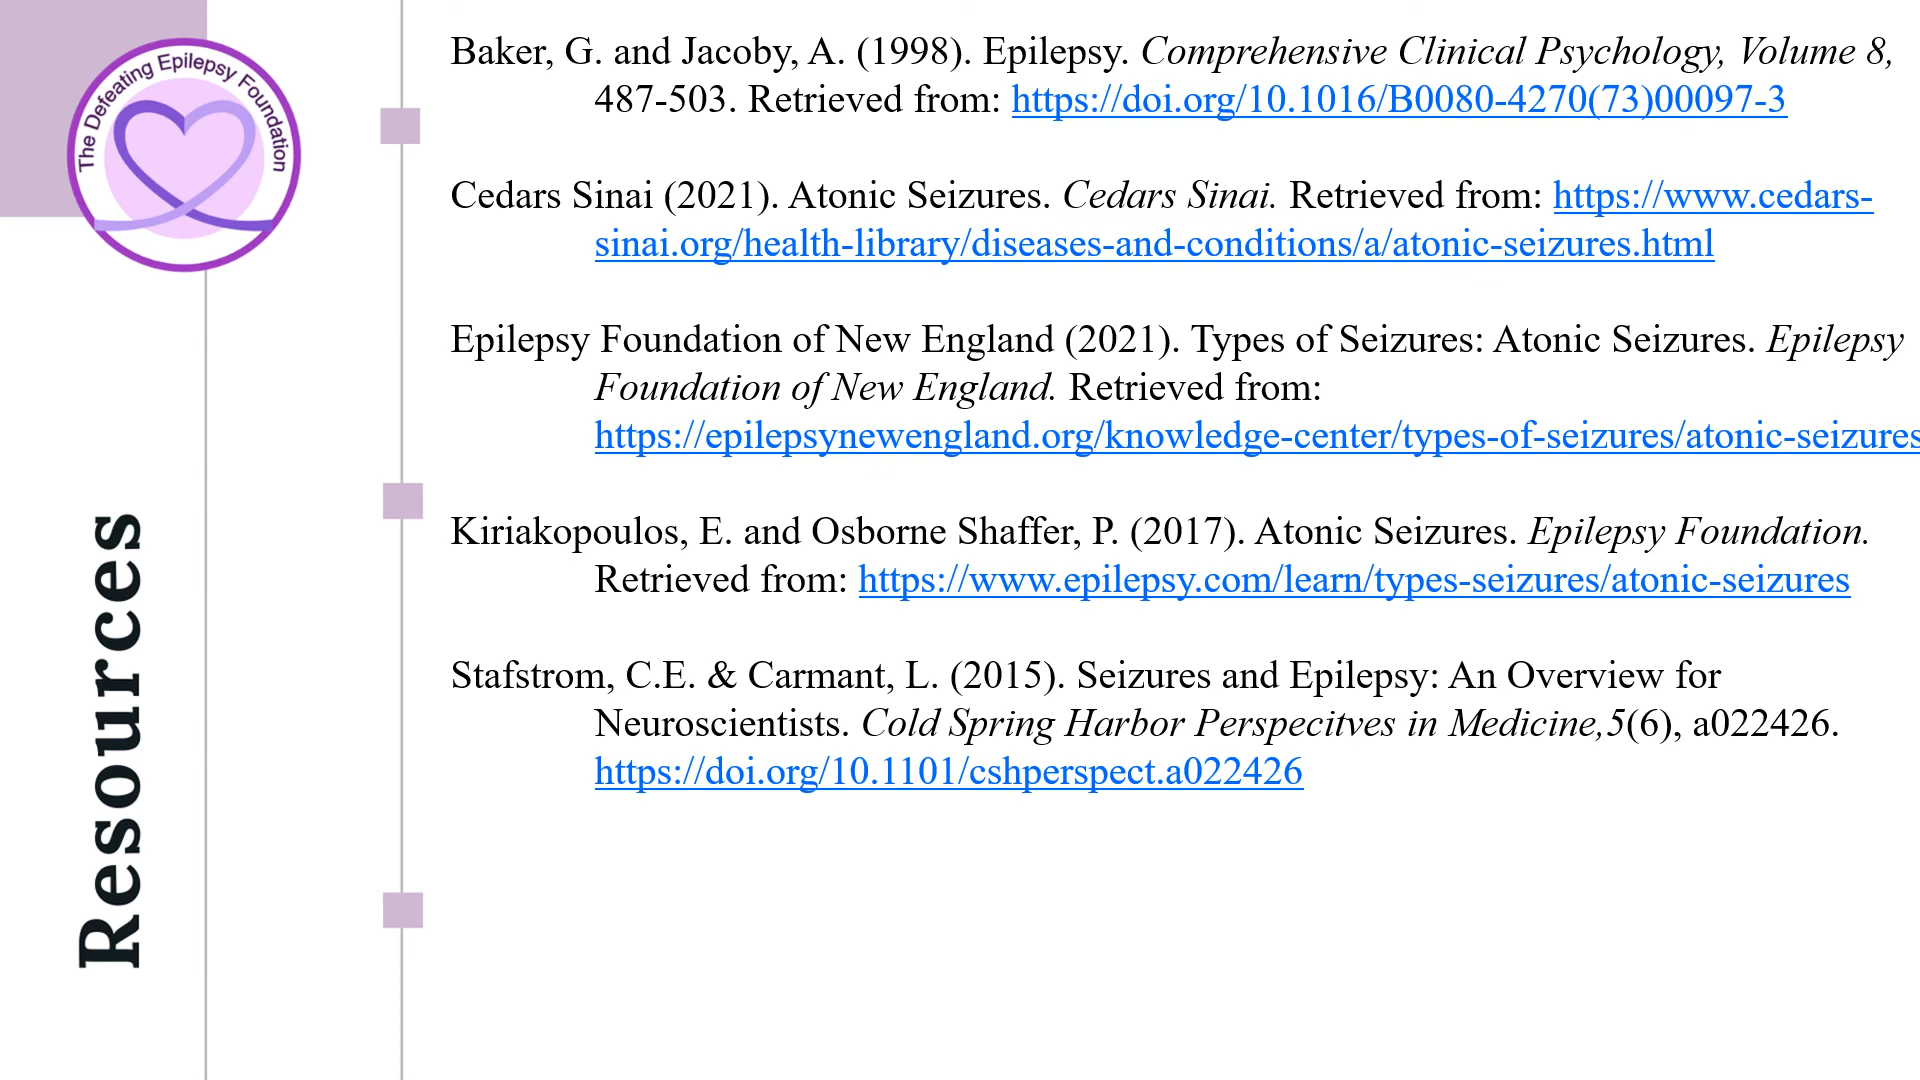 The Defeating Epilepsy Foundation
Resources
Baker, G. and Jacoby, A. (1998). Epilepsy. Comprehensive Clinical Psychology, Volume 8,
487-503. Retrieved from: https://doi.org/10.1016/B0080-4270(73)00097-3
Cedars Sinai (2021). Atonic Seizures. Cedars Sinai. Retrieved from: https://www.cedars-
sinai.org/health-library/diseases-and-conditions/a/atonic-seizures.html
Epilepsy Foundation of New England (2021). Types of Seizures: Atonic Seizures. Epilepsy
Foundation of New England. Retrieved from:
https://epilepsynewengland.org/knowledge-center/types-of-seizures/atonic-seizures
Kiriakopoulos, E. and Osborne Shaffer, P. (2017). Atonic Seizures. Epilepsy Foundation.
Retrieved from: https://www.epilepsy.com/learn/types-seizures/atonic-seizures
Stafstrom, C.E. & Carmant, L. (2015). Seizures and Epilepsy: An Overview for
Neuroscientists. Cold Spring Harbor Perspecitves in Medicine,5(6), a022426.
https://doi.org/10.1101/cshperspect.a022426